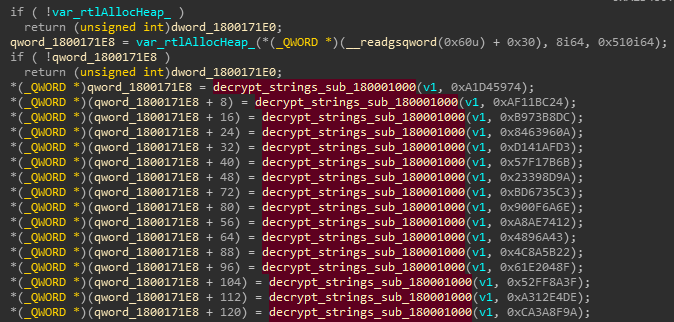 if ( !var_rtlAllocHeap_ )
return (unsigned int)dword_1800171E0;
qword_1800171E8 = var_rtlAllocHeap_(*(_QWORD *)(__readgsqword(0x60u) + 0x30), 8i64, 0x510i64);
if ( !qword_1800171E8 )
return (unsigned int)dword_1800171E0;
*(_QWORD *)qword_1800171E8 = decrypt_strings_sub_180001000(v1, 0xA1D45974);
*(_QWORD *)(qword_1800171E8 + 8) = decrypt_strings_sub_180001000(v1, 0xAF11BC24);
*(_QWORD *)(qword_1800171E8 + 16) = decrypt_strings_sub_180001000(v1, 0xB973B8DC);
*(_QWORD *)(qword_1800171E8 + 24) = decrypt_strings_sub_180001000(v1, 0x8463960A);
*(_QWORD *)(qword_1800171E8 + 32) = decrypt_strings_sub_180001000(v1, 0xD141AFD3);
*(_QWORD *)(qword_1800171E8 + 40) = decrypt_strings_sub_180001000(v1, 0x57F17B6B);
*(_QWORD *)(qword_1800171E8 + 48) = decrypt_strings_sub_180001000(v1, 0x23398D9A);
*(_QWORD *)(qword_1800171E8 + 72) = decrypt_strings_sub_180001000(v1, 0xBD6735C3);
*(_QWORD *)(qword_1800171E8 + 80) = decrypt_strings_sub_180001000(v1, 0x900F6A6E);
*(_QWORD *)(qword_1800171E8 + 56) = decrypt_strings_sub_180001000(v1, 0xA8AE7412);
*(_QWORD *)(qword_1800171E8 + 64) = decrypt_strings_sub_180001000(v1, 0x4896A43);
*(_QWORD *)(qword_1800171E8 + 88) = decrypt_strings_sub_180001000(v1, 0x4C8A5B22);
*(_QWORD *)(qword_1800171E8 + 96) = decrypt_strings_sub_180001000(v1, 0x61E2048F);
*(_QWORD *)(qword_1800171E8 + 104) = decrypt_strings_sub_180001000(v1, 0x52FF8A3F);
*(_QWORD *)(qword_1800171E8 + 112) = decrypt_strings_sub_180001000(v1, 0xA312E4DE);
*(_QWORD *)(qword_1800171E8 + 120) = decrypt_strings_sub_180001000(v1, 0xCA3A8F9A);